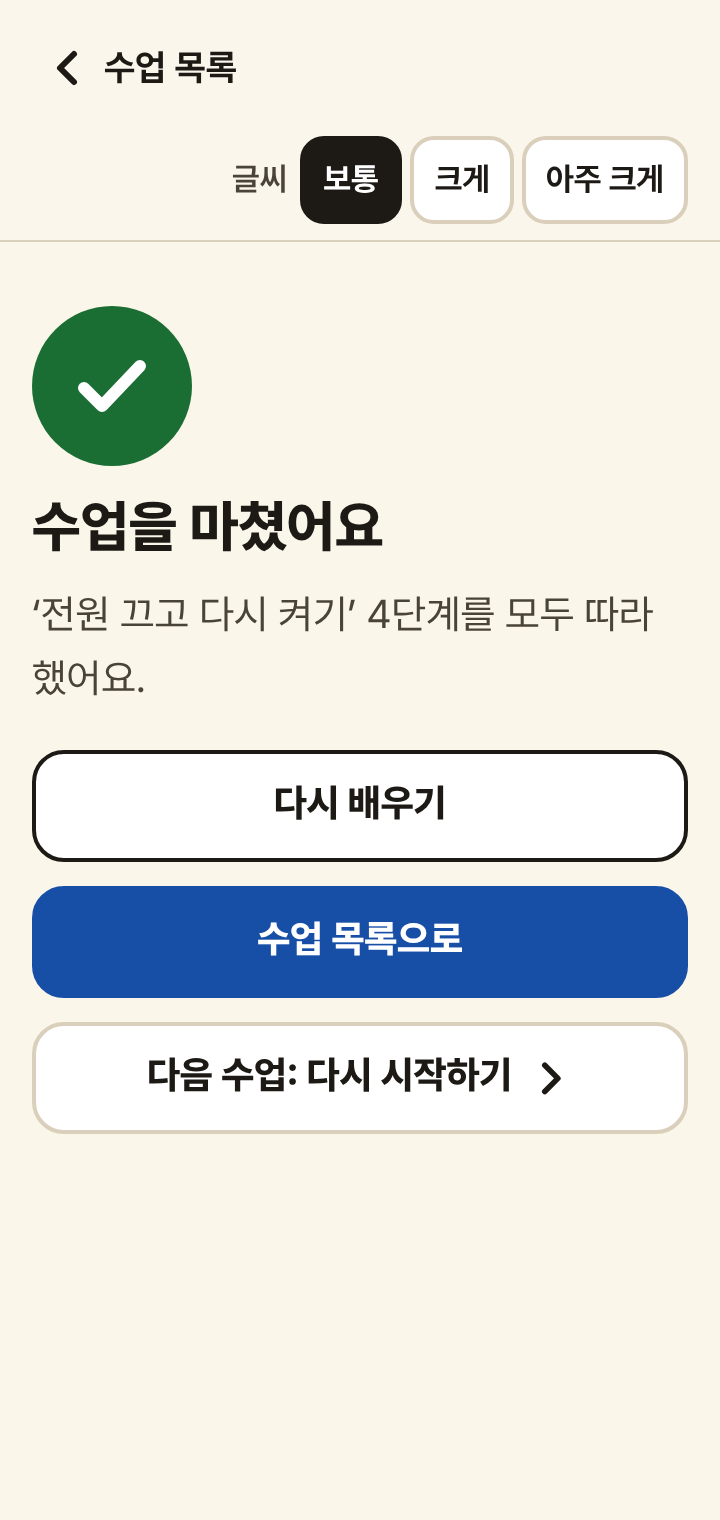 수업 목록
글씨 보통 크게 아주 크게
수업을 마쳤어요
‘전원 끄고 다시 켜기’ 4단계를 모두 따라
했어요.
다시 배우기
수업 목록으로
다음 수업: 다시 시작하기